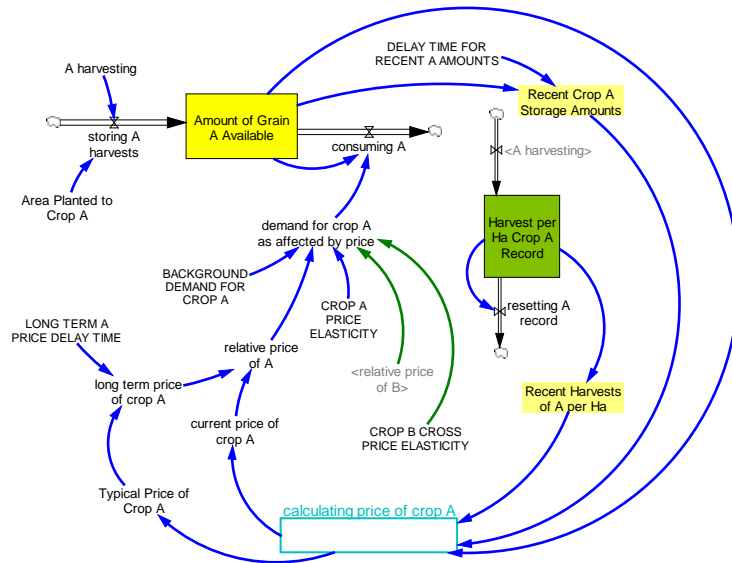 A harvesting
storing A
harvests
Area Planted to
Crop A
Amount of Grain
A Available
consuming A
DELAY TIME FOR
RECENT A AMOUNTS
Recent Crop A
Storage Amounts
<A harvesting>
Harvest per
Ha Crop A
Record
resetting A
record
Recent Harvests
of A per Ha
demand for crop A
as affected by price
BACKGROUND
DEMAND FOR
CROP A
CROP A
PRICE
ELASTICITY
LONG TERM A
PRICE DELAY TIME
relative price
of A
long term price
of crop A
<relative price
of B>
current price of
crop A
CROP B CROSS
PRICE ELASTICITY
Typical Price of
Crop A
calculating price of crop A